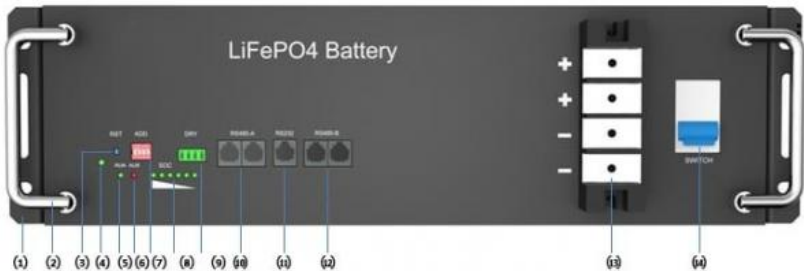 LiFePO4 Battery
+
+
−
−
RST ADD DRY RS485-A RS232 RS485-B
RUN ALM SOC
SWITCH
(1) (2) (3) (4) (5) (6) (7) (8) (9) (10) (11) (12) (13) (14)